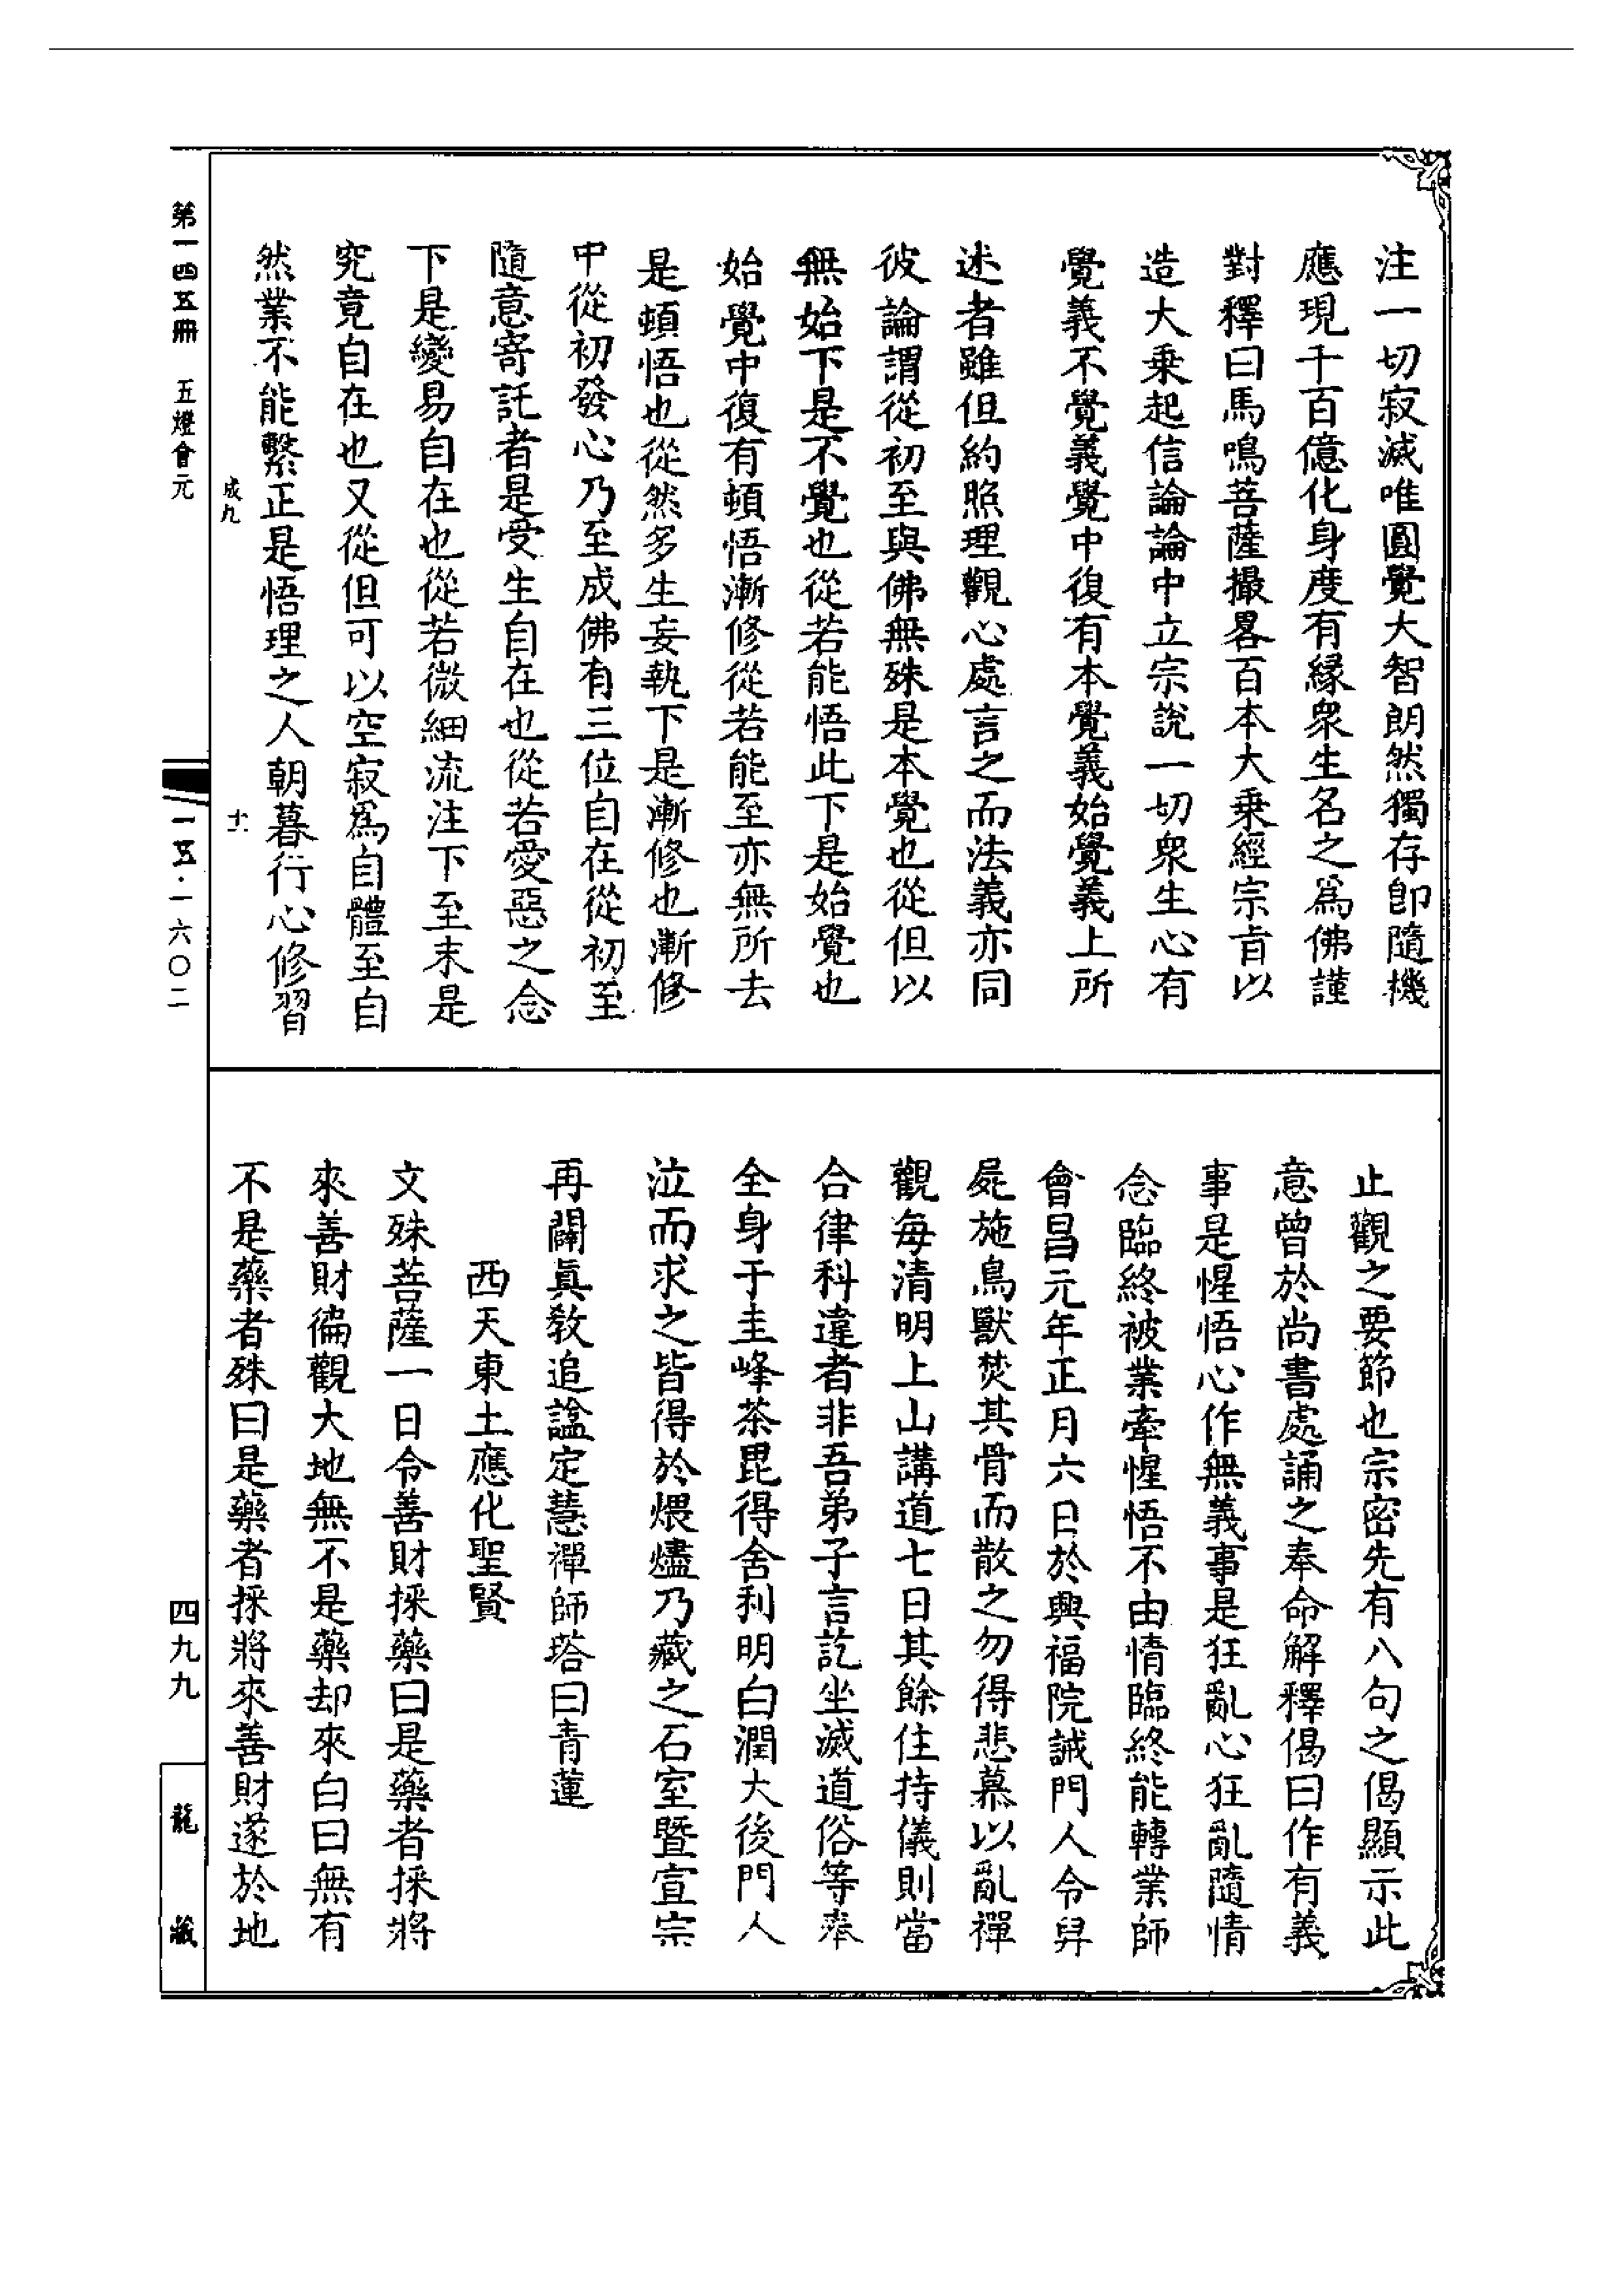 注一切寂滅唯圓覺大智朗然獨存卽隨機
應現千百億化身度有緣衆生名之爲佛謹
對釋曰馬鳴菩薩撮畧百本大乗經宗旨以
造大乗起信論論中立宗說一切衆生心有
覺義不覺義覺中復有本覺義始覺義上所
述者雖但約照理觀心處言之而法義亦同
彼論謂從初至與佛無殊是本覺也從但以
無始下是不覺也從若能悟此下是始覺也
始覺中復有頓悟漸修從若能至亦無所去
是頓悟也從然多生妄執下是漸修也漸修
中從初發心乃至成佛有三位自在從初至
隨意寄託者是受生自在也從若愛惡之念
下是變易自在也從若微細流注下至末是
究竟自在也又從但可以空寂爲自體至自
然業不能繫正是悟理之人朝暮行心修習
止觀之要節也宗密先有八句之偈顯示此
意曾於尚書處誦之奉命解釋偈曰作有義
事是惺悟心作無義事是狂亂心狂亂隨情
念臨終被業牽惺悟不由情臨終能轉業師
會昌元年正月六日於興福院誡門人令舁
屍施鳥獸焚其骨而散之勿得悲慕以亂禪
觀每清明上山講道七日其餘住持儀則當
合律科違者非吾弟子言訖坐滅道俗等奉
全身于圭峰茶毘得舍利明白潤大後門人
泣而求之皆得於煨燼乃藏之石室曁宣宗
再闢眞教追諡定慧禪師塔曰青蓮
西天東土應化聖賢
文殊菩薩一日令善財採藥曰是藥者採將
來善財徧觀大地無不是藥却來白曰無有
不是藥者殊曰是藥者採將來善財遂於地
成九
十一
第一四五冊　五燈會元
一五·一六〇二
四九九
龍藏